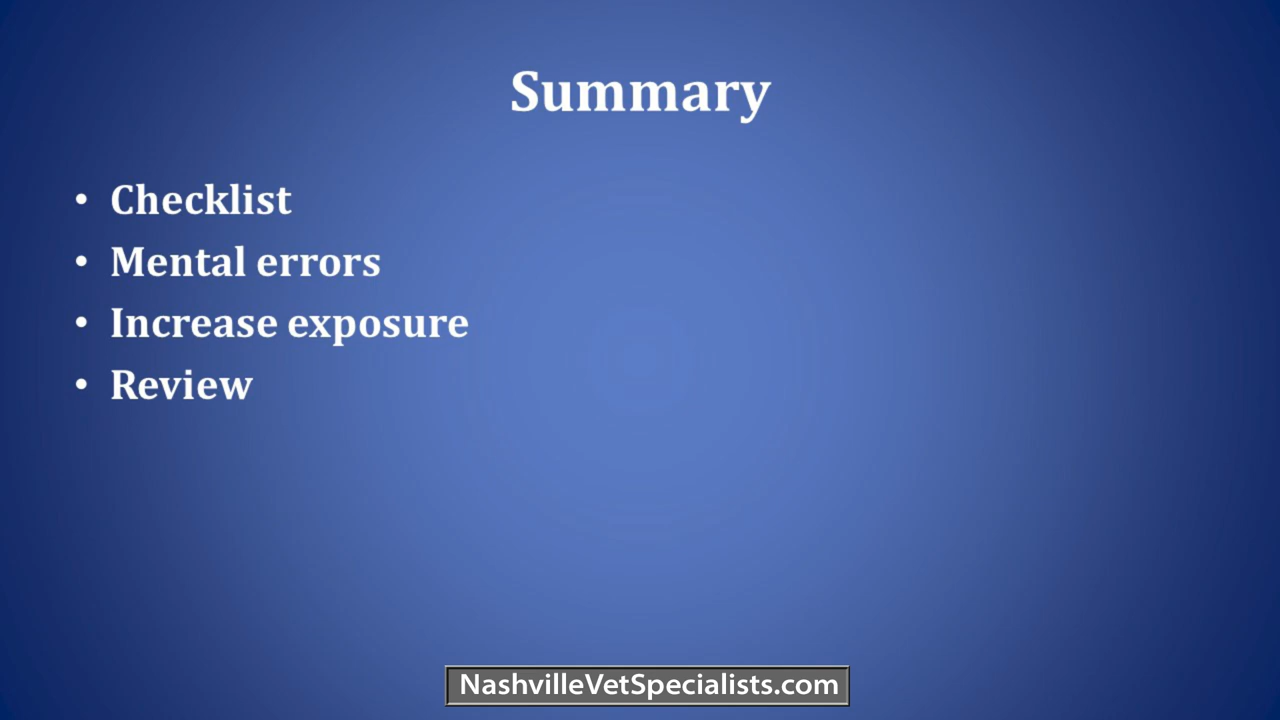 Summary
• Checklist
• Mental errors
• Increase exposure
• Review
NashvilleVetSpecialists.com